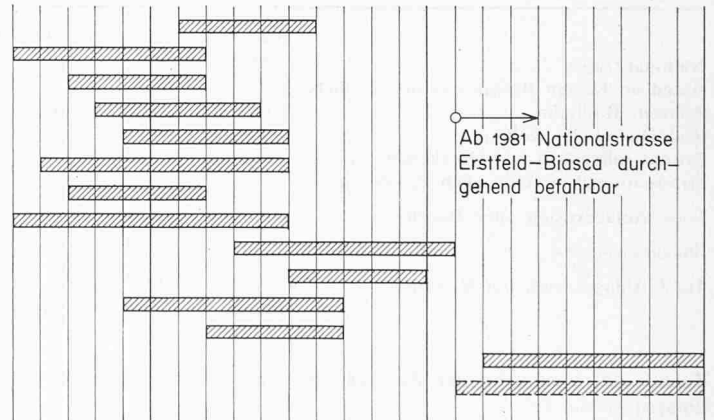 Ab 1981 Nationalstrasse
Erstfeld-Biasca durch-
gehend befahrbar